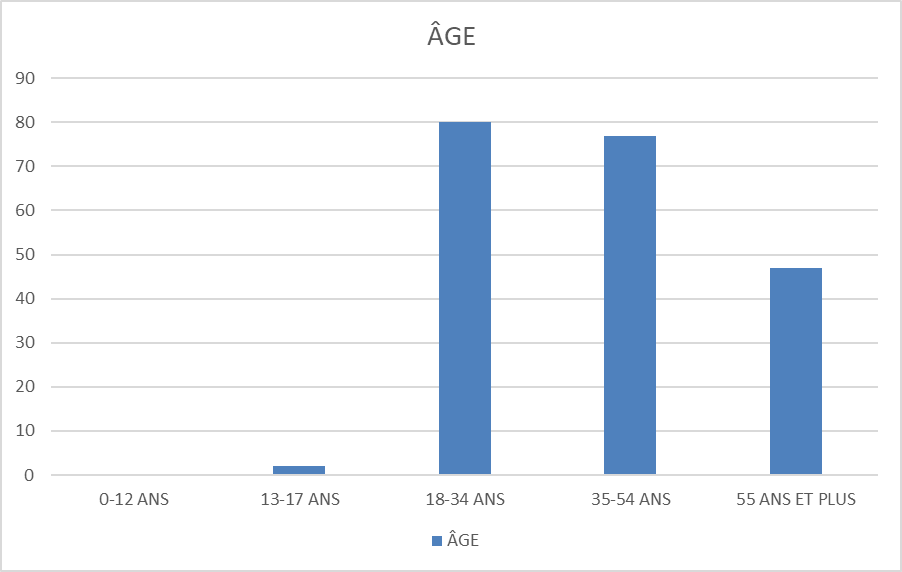 ÂGE
90
80
70
60
50
40
30
20
10
0
0-12 ANS
13-17 ANS
18-34 ANS
35-54 ANS
55 ANS ET PLUS
ÂGE